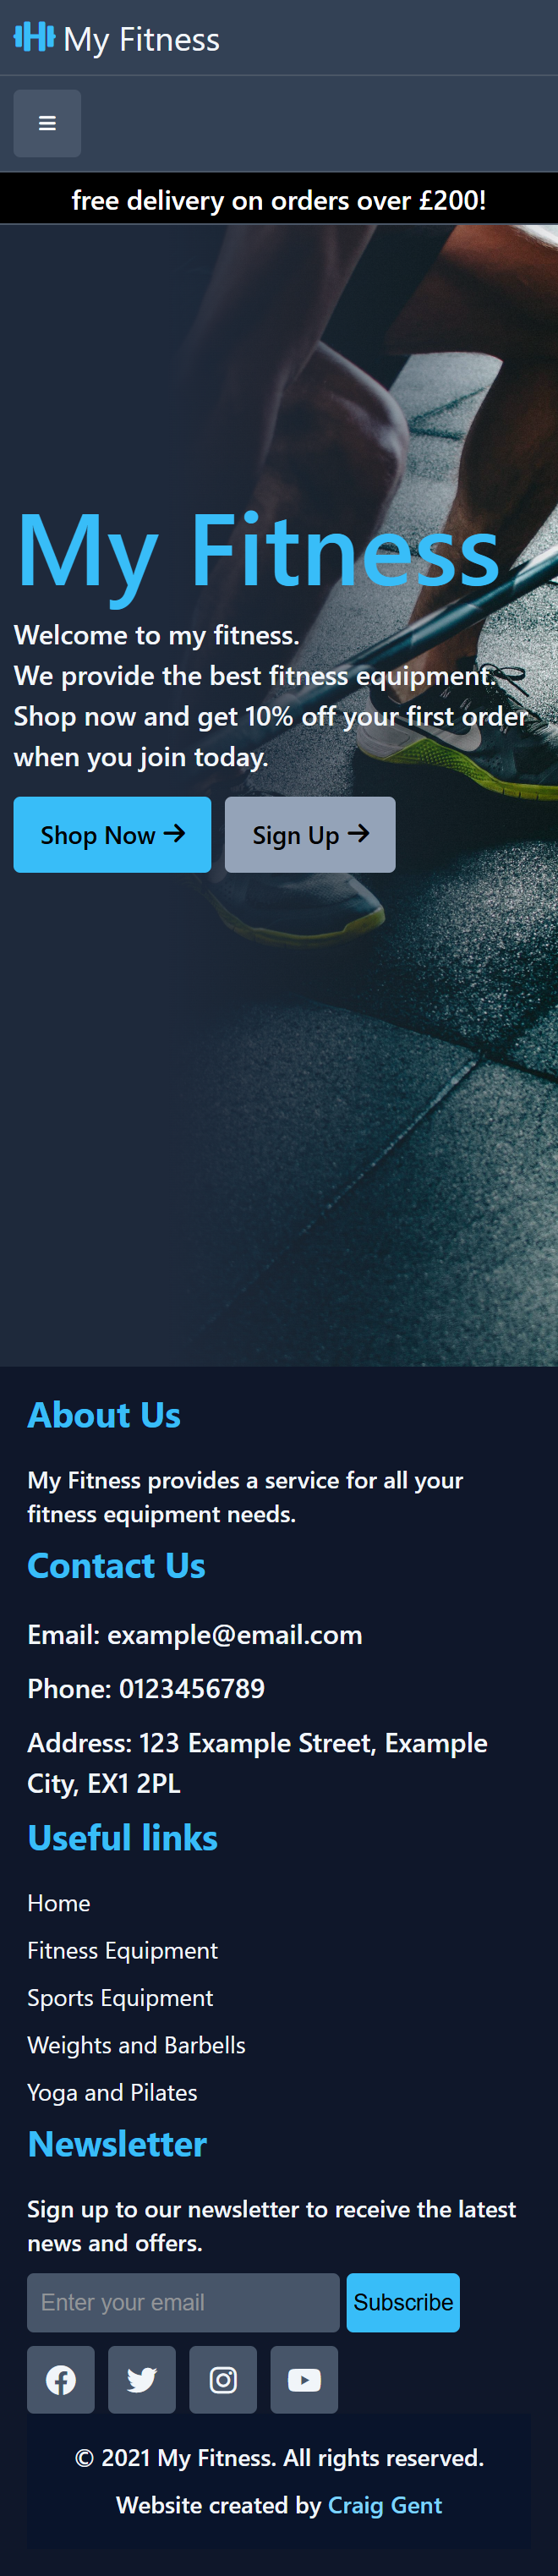 My Fitness
free delivery on orders over £200!
My Fitness
Welcome to my fitness.
We provide the best fitness equipment.
Shop now and get 10% off your first order
when you join today.
Shop Now
Sign Up
About Us
My Fitness provides a service for all your
fitness equipment needs.
Contact Us
Email: example@email.com
Phone: 0123456789
Address: 123 Example Street, Example
City, EX1 2PL
Useful links
Home
Fitness Equipment
Sports Equipment
Weights and Barbells
Yoga and Pilates
Newsletter
Sign up to our newsletter to receive the latest
news and offers.
Enter your email
Subscribe
© 2021 My Fitness. All rights reserved.
Website created by Craig Gent